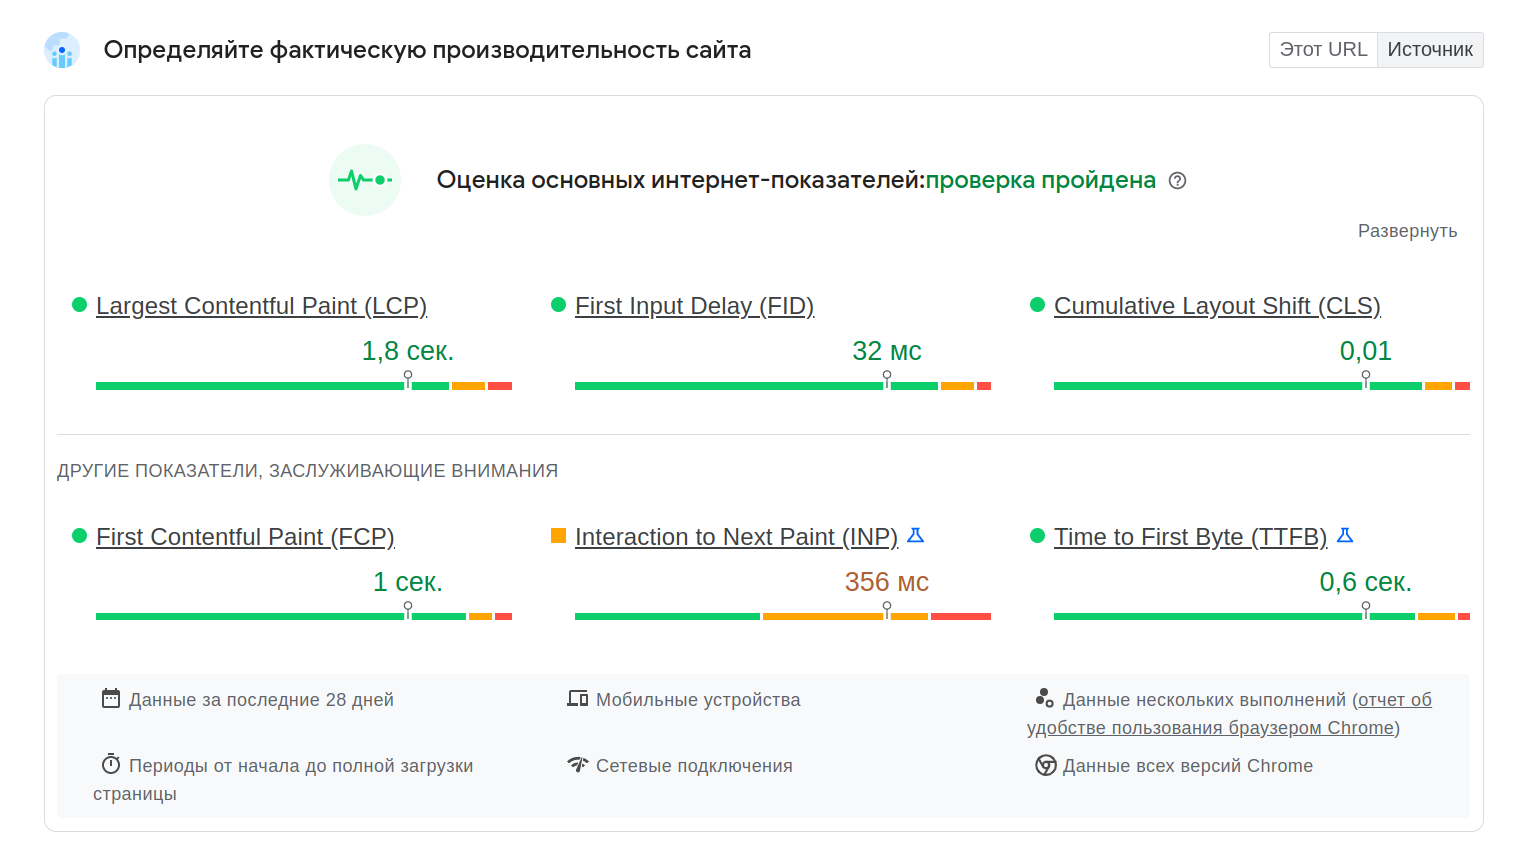 Определяйте фактическую производительность сайта
Этот URL
Источник
Оценка основных интернет-показателей:проверка пройдена
Развернуть
Largest Contentful Paint (LCP)
1,8 сек.
First Input Delay (FID)
32 мс
Cumulative Layout Shift (CLS)
0,01
ДРУГИЕ ПОКАЗАТЕЛИ, ЗАСЛУЖИВАЮЩИЕ ВНИМАНИЯ
First Contentful Paint (FCP)
1 сек.
Interaction to Next Paint (INP)
356 мс
Time to First Byte (TTFB)
0,6 сек.
Данные за последние 28 дней
Мобильные устройства
Данные нескольких выполнений (отчет об
удобстве пользования браузером Chrome)
Периоды от начала до полной загрузки
страницы
Сетевые подключения
Данные всех версий Chrome